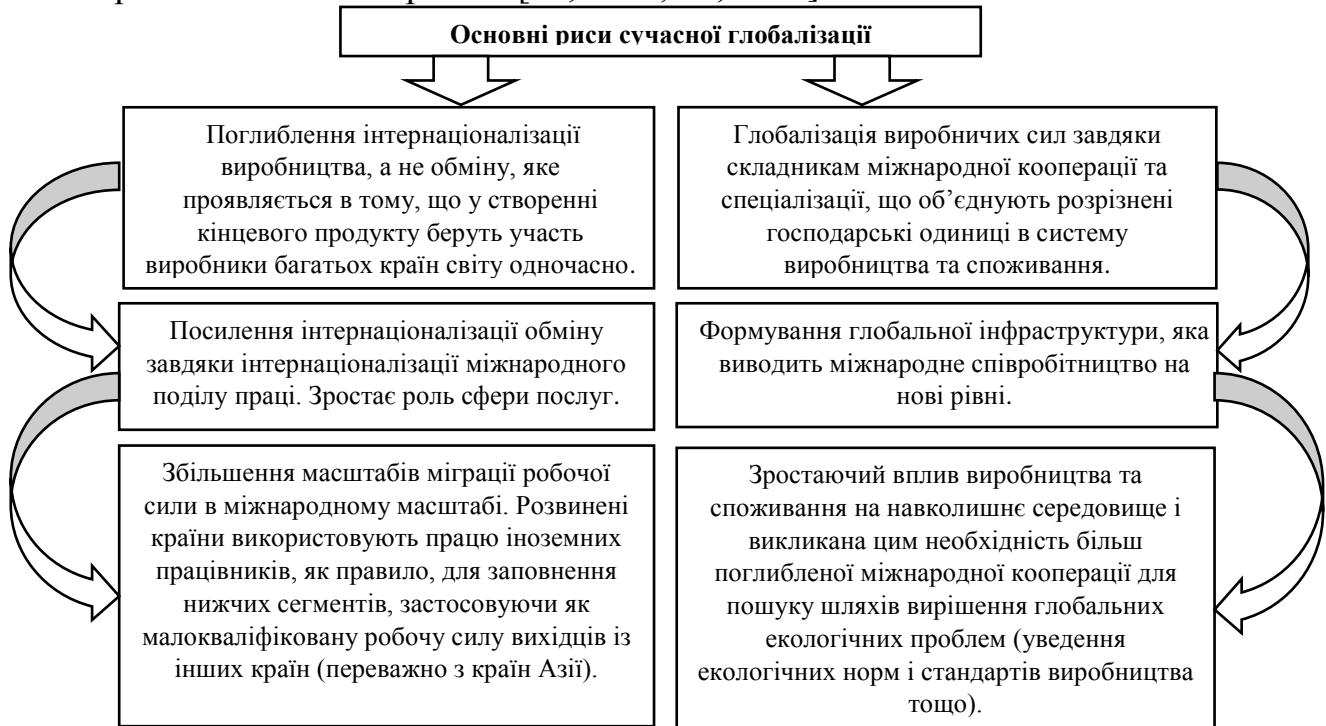 Основні риси сучасної глобалізації
Поглиблення інтернаціоналізації
виробництва, а не обміну, яке
проявляється в тому, що у створенні
кінцевого продукту беруть участь
виробники багатьох країн світу одночасно.
Посилення інтернаціоналізації обміну
завдяки інтернаціоналізації міжнародного
поділу праці. Зростає роль сфери послуг.
Збільшення масштабів міграції робочої
сили в міжнародному масштабі. Розвинені
країни використовують працю іноземних
працівників, як правило, для заповнення
нижчих сегментів, застосовуючи як
малокваліфіковану робочу силу вихідців із
інших країн (переважно з країн Азії).
Глобалізація виробничих сил завдяки
складникам міжнародної кооперації та
спеціалізації, що об’єднують розрізнені
господарські одиниці в систему
виробництва та споживання.
Формування глобальної інфраструктури, яка
виводить міжнародне співробітництво на
нові рівні.
Зростаючий вплив виробництва та
споживання на навколишнє середовище і
викликана цим необхідність більш
поглибленої міжнародної кооперації для
пошуку шляхів вирішення глобальних
екологічних проблем (уведення
екологічних норм і стандартів виробництва
тощо).